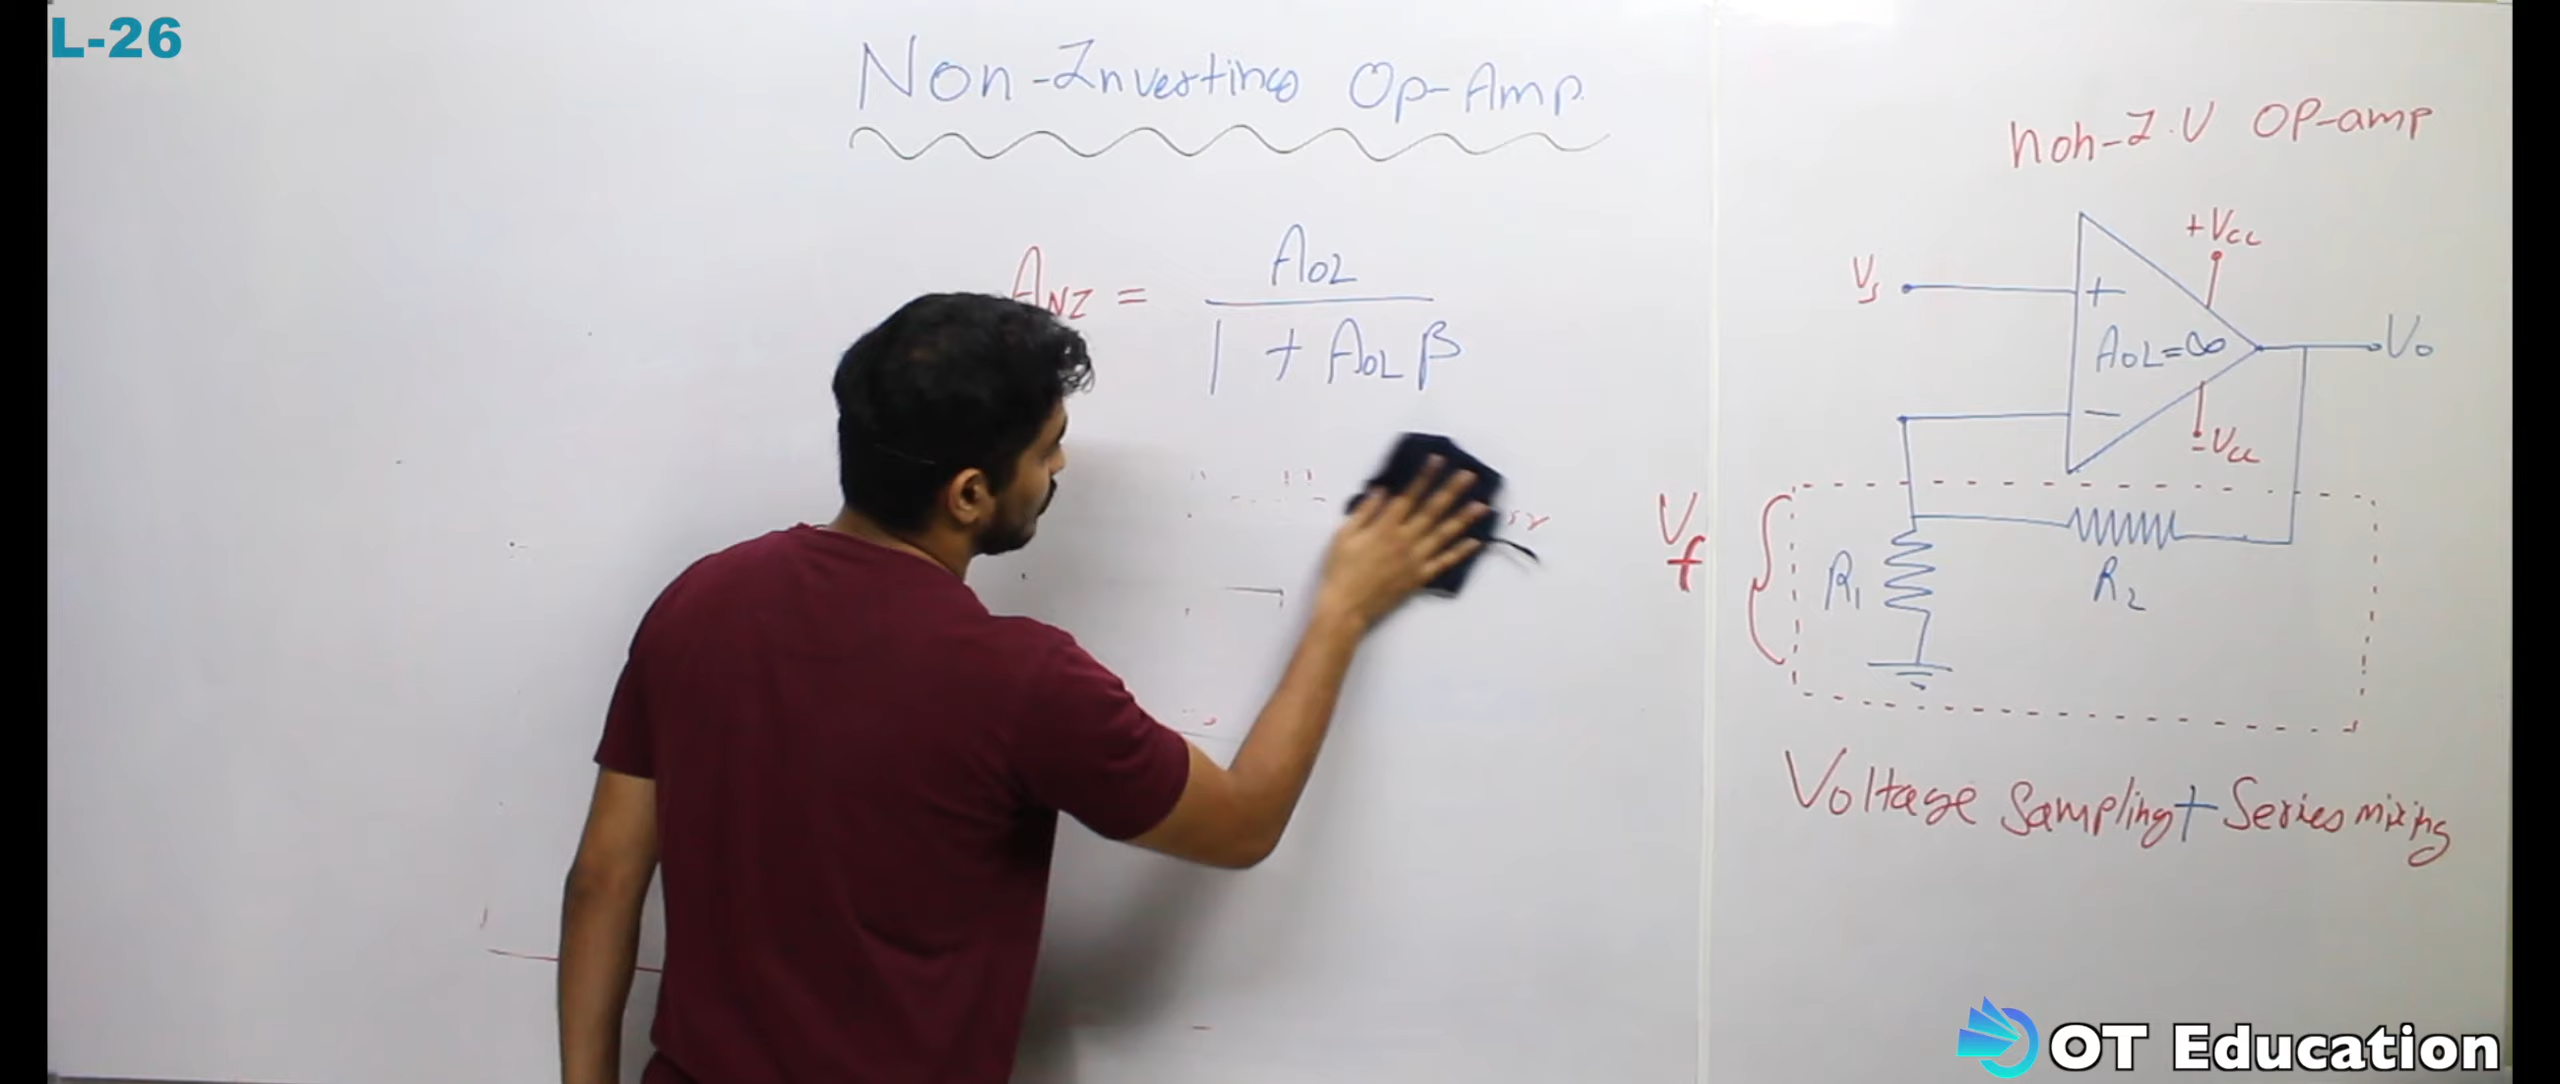 L-26
Non-Inverting Op-Amp.
ANI = AOL
1 + AOL β
non-I.V OP-amp
+Vcc
Vs
+
AOL=∞
Vo
−
-Vcc
Vf
R1
R2
Voltage Sampling + Series mixing
OT Education